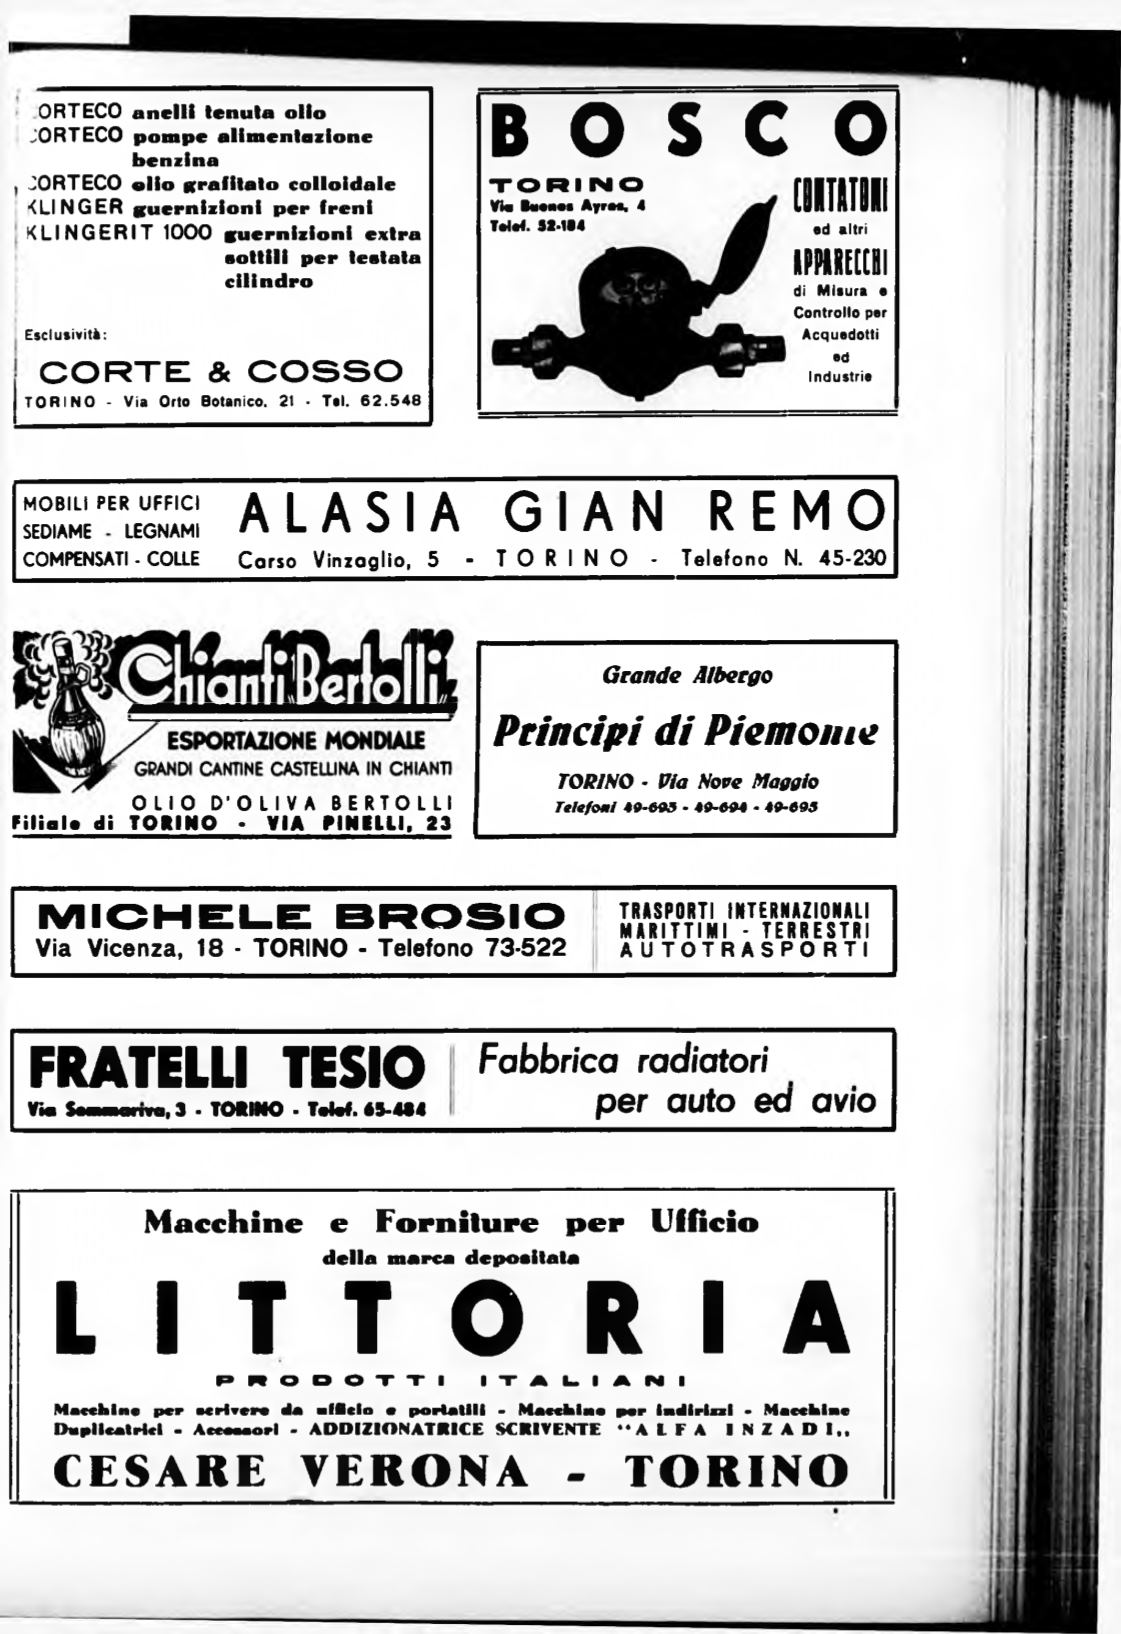 CORTECO anelli tenuta olio
CORTECO pompe alimentazione
benzina
CORTECO olio grafitato colloidale
KLINGER guernizioni per freni
KLINGERIT 1000 guernizioni extra
sottili per testata
cilindro
Esclusività:
CORTE & COSSO
TORINO - Via Orto Botanico, 21 - Tel. 62.548
BOSCO
TORINO
Via Buenos Ayres, 4
Telef. 52-184
CONTATORI
ed altri
APPARECCHI
di Misura e
Controllo per
Acquedotti
ed
Industrie
MOBILI PER UFFICI
SEDIAME - LEGNAMI
COMPENSATI - COLLE
ALASIA GIAN REMO
Corso Vinzaglio, 5 - TORINO - Telefono N. 45-230
Chianti „Bertolli„
ESPORTAZIONE MONDIALE
GRANDI CANTINE CASTELLINA IN CHIANTI
OLIO D'OLIVA BERTOLLI
Filiale di TORINO - VIA PINELLI, 23
Grande Albergo
Principi di Piemonte
TORINO - Via Nove Maggio
Telefoni 49-693 - 49-694 - 49-695
MICHELE BROSIO
Via Vicenza, 18 - TORINO - Telefono 73-522
TRASPORTI INTERNAZIONALI
MARITTIMI - TERRESTRI
AUTOTRASPORTI
FRATELLI TESIO
Via Sommariva, 3 - TORINO - Telef. 65-484
Fabbrica radiatori
per auto ed avio
Macchine e Forniture per Ufficio
della marca depositata
LITTORIA
PRODOTTI ITALIANI
Macchine per scrivere da ufficio e portatili - Macchine per indirizzi - Macchine
Duplicatrici - Accessori - ADDIZIONATRICE SCRIVENTE “ALFA INZADI„
CESARE VERONA - TORINO